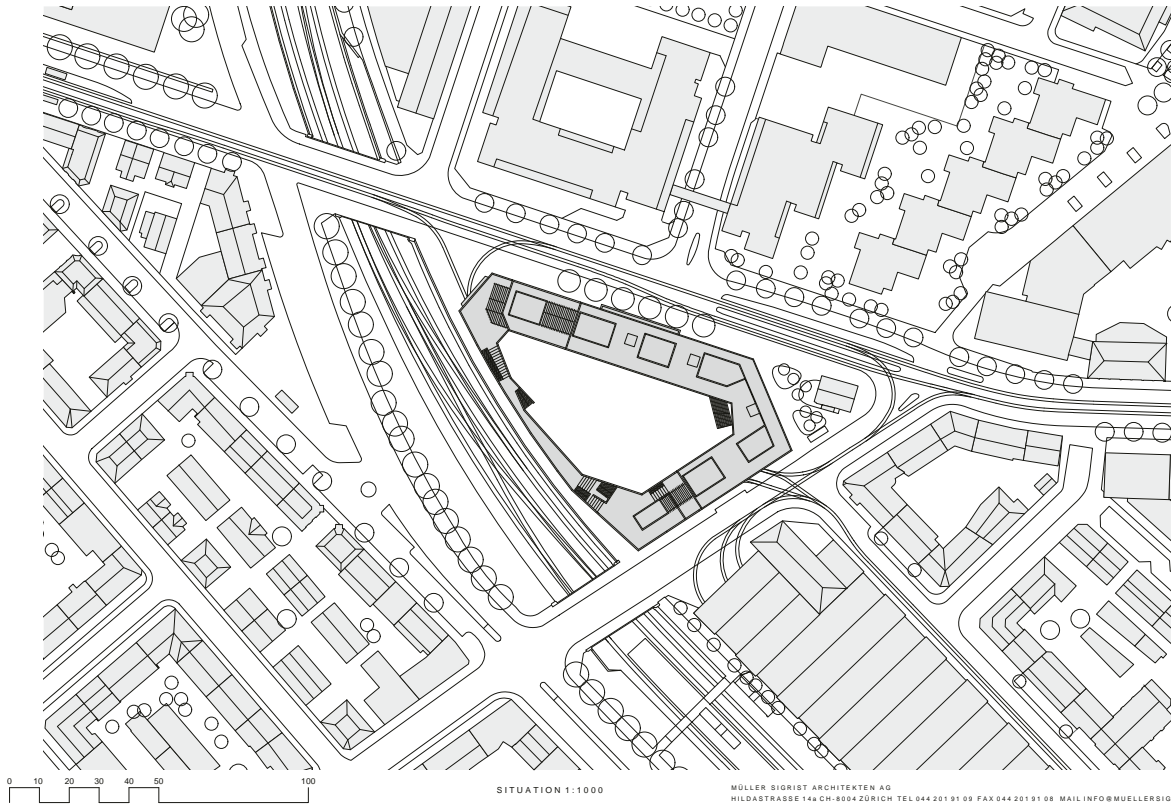 0 10 20 30 40 50 100
SITUATION 1:1000
MÜLLER SIGRIST ARCHITEKTEN AG
HILDASTRASSE 14a CH-8004 ZÜRICH TEL 044 201 91 09 FAX 044 201 91 08 MAIL INFO@MUELLERSIG